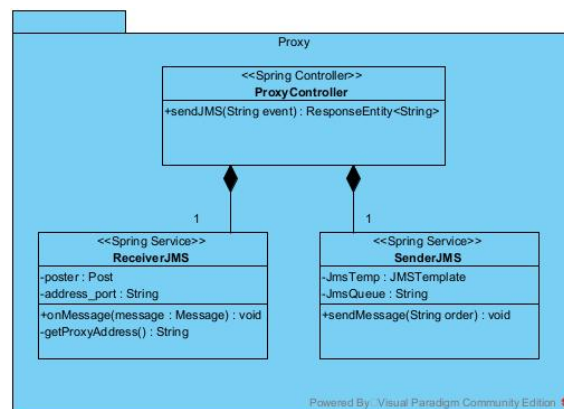 Proxy
<<Spring Controller>>
ProxyController
+sendJMS(String event) : ResponseEntity<String>
1
1
<<Spring Service>>
ReceiverJMS
-poster : Post
-address_port : String
+onMessage(message : Message) : void
-getProxyAddress() : String
<<Spring Service>>
SenderJMS
-JmsTemp : JMSTemplate
-JmsQueue : String
+sendMessage(String order) : void
Powered By Visual Paradigm Community Edition